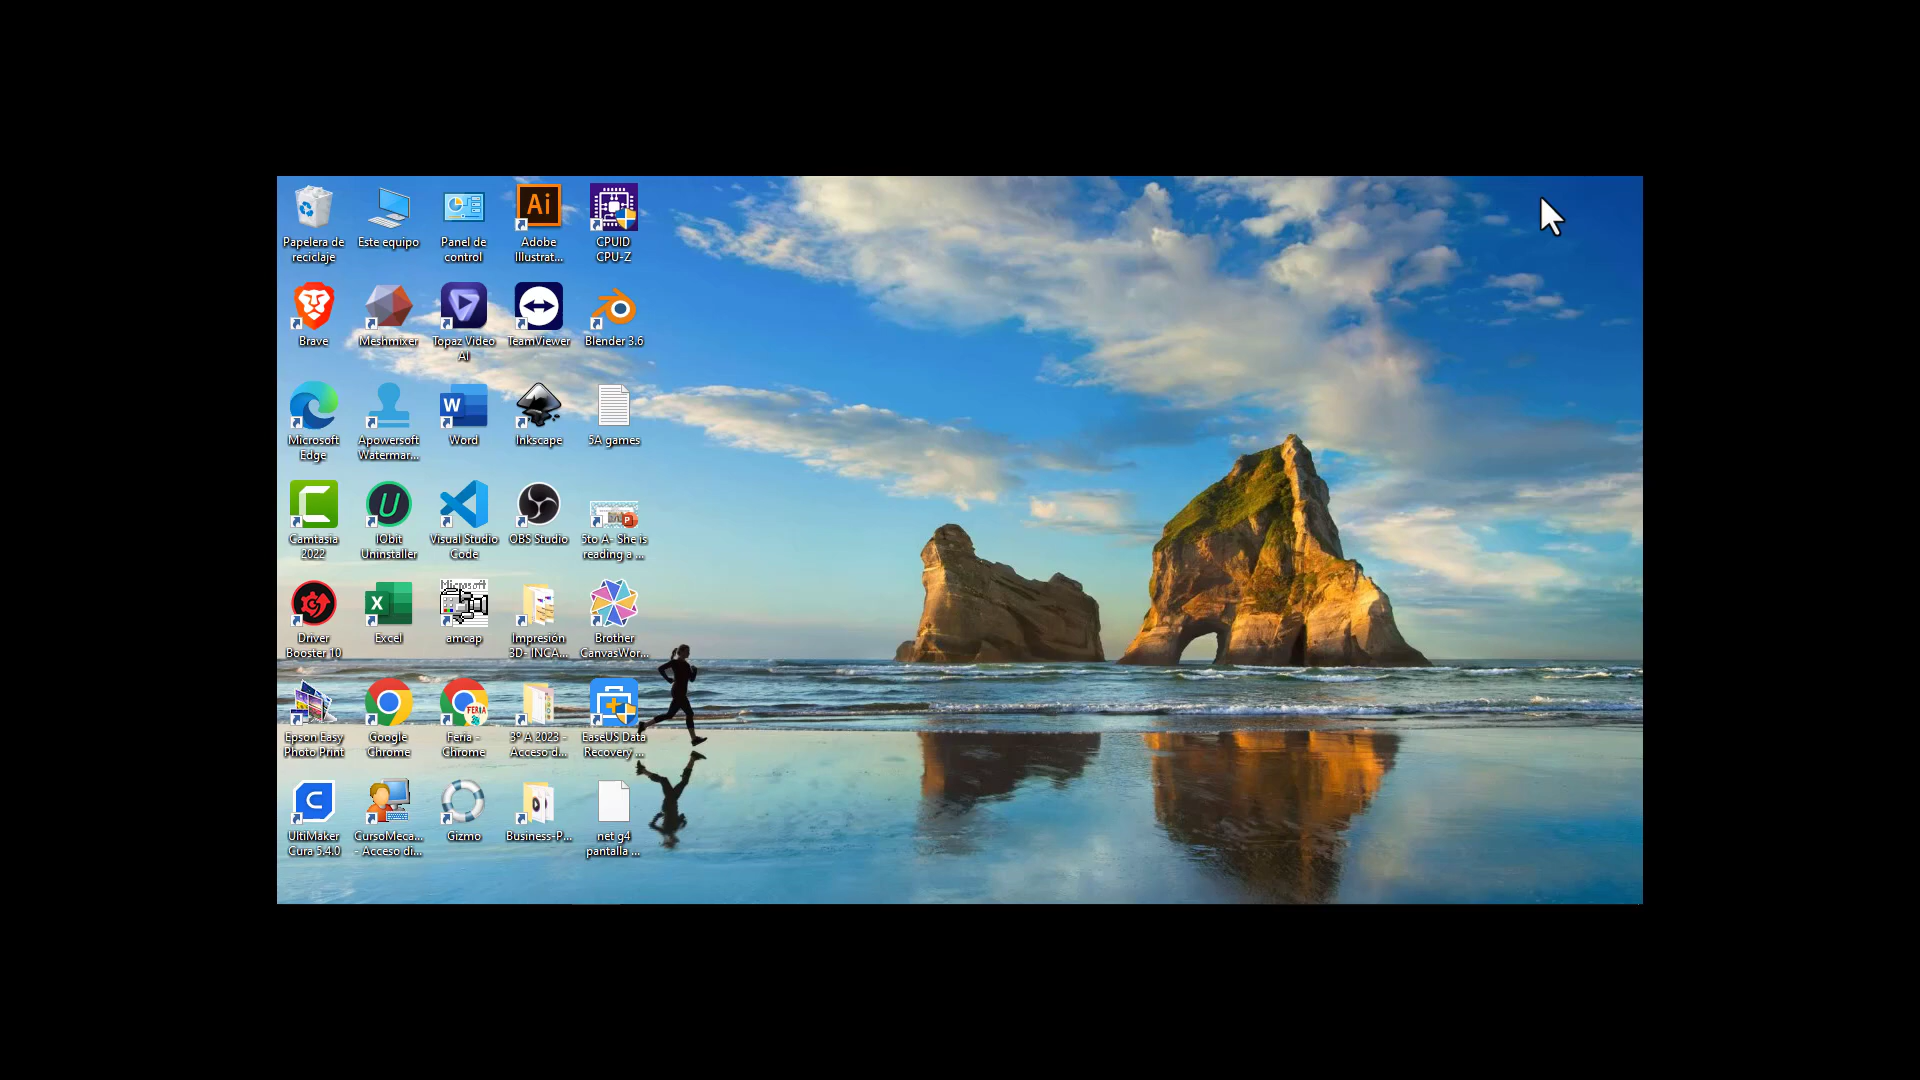 Papelera de
reciclaje
Este equipo
Panel de
control
Ai
Adobe
Illustrat...
CPUID
CPU-Z
Brave
Meshmixer
Topaz Video
AI
TeamViewer
Blender 3.6
Microsoft
Edge
Apowersoft
Watermar...
W
Word
Inkscape
5A games
Camtasia
2022
IObit
Uninstaller
Visual Studio
Code
OBS Studio
P
5to A- She is
reading a ...
Driver
Booster 10
X
Excel
Microsoft
amcap
Impresión
3D- INCA...
Brother
CanvasWor...
Epson Easy
Photo Print
Google
Chrome
FERIA
Feria -
Chrome
3º A 2023 -
Acceso d...
EaseUS Data
Recovery ...
UltiMaker
Cura 5.4.0
CursoMeca...
- Acceso di...
Gizmo
Business-P...
net g4
pantalla ...